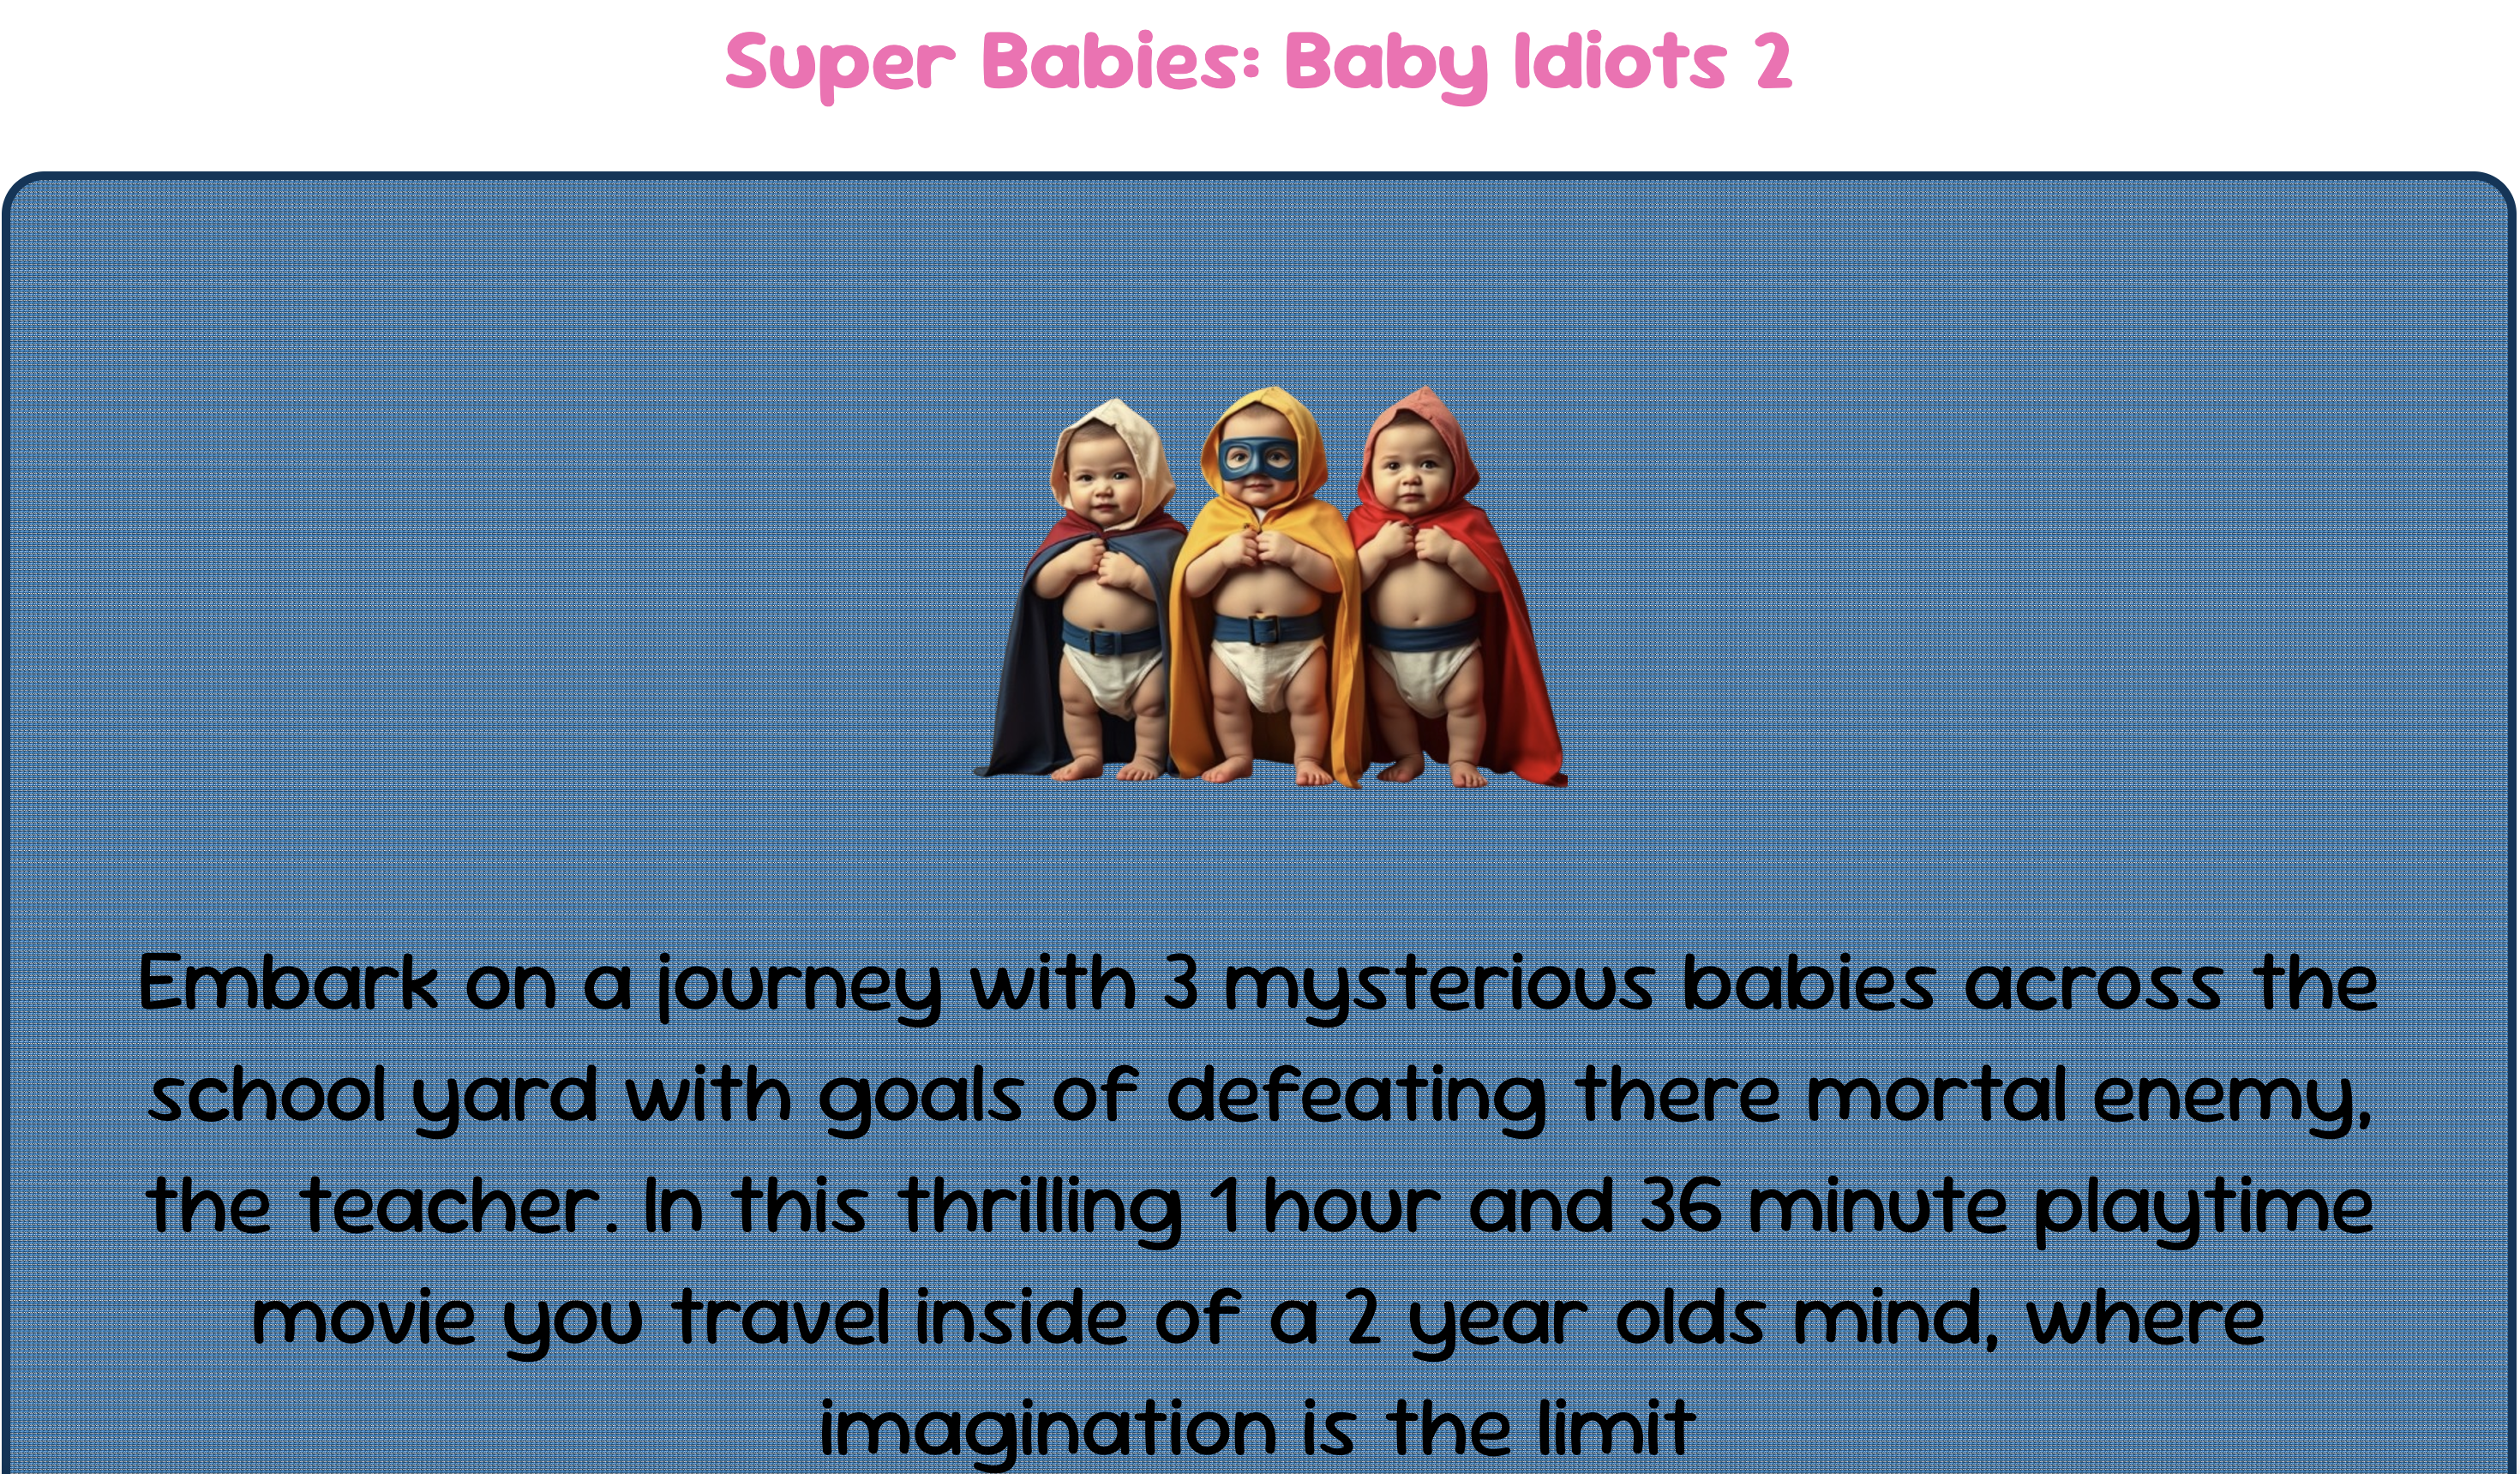 Super Babies: Baby Idiots 2
Embark on a journey with 3 mysterious babies across the
school yard with goals of defeating there mortal enemy,
the teacher. In this thrilling 1 hour and 36 minute playtime
movie you travel inside of a 2 year olds mind, where
imagination is the limit